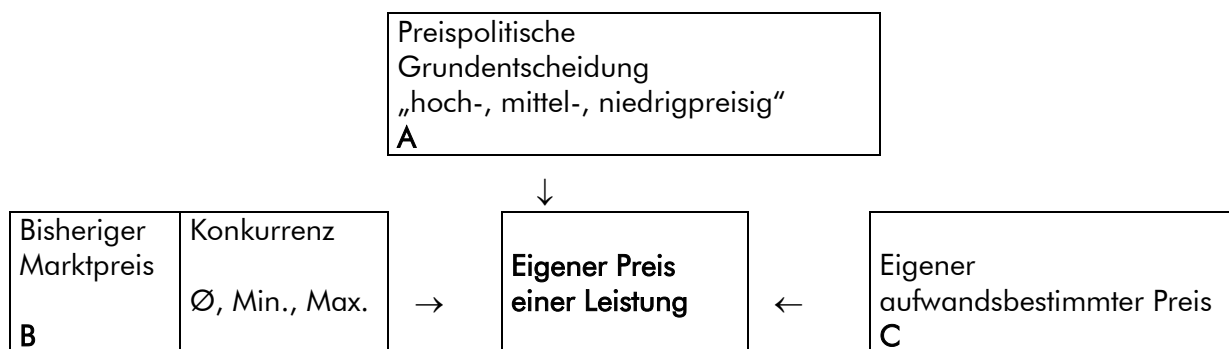 Preispolitische
Grundentscheidung
„hoch-, mittel-, niedrigpreisig“
A
↓
Bisheriger
Marktpreis
B
Konkurrenz
Ø, Min., Max.
→
Eigener Preis
einer Leistung
←
Eigener
aufwandsbestimmter Preis
C